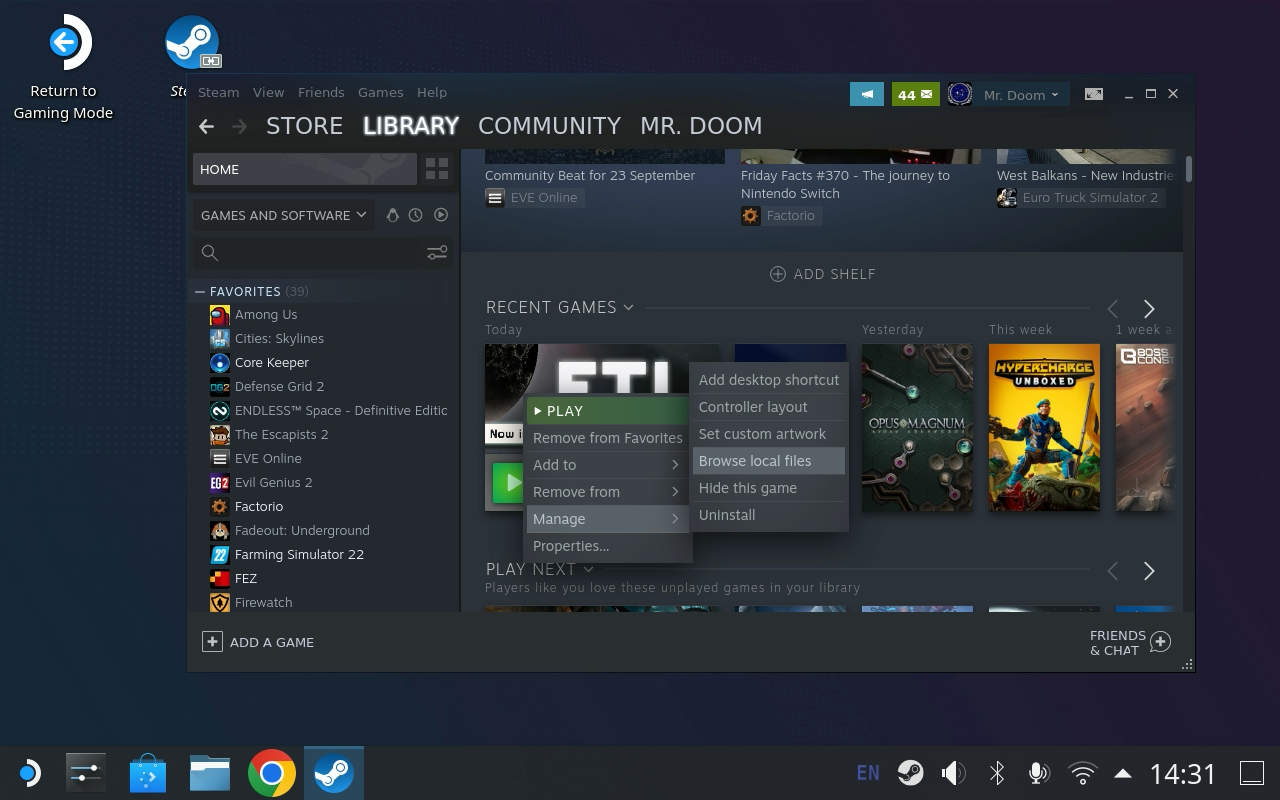 Return to
Gaming Mode
Ste
Steam View Friends Games Help
44
Mr. Doom
STORE LIBRARY COMMUNITY MR. DOOM
HOME
GAMES AND SOFTWARE
FAVORITES (39)
Among Us
Cities: Skylines
Core Keeper
Defense Grid 2
ENDLESS™ Space - Definitive Editic
The Escapists 2
EVE Online
Evil Genius 2
Factorio
Fadeout: Underground
Farming Simulator 22
FEZ
Firewatch
Community Beat for 23 September
EVE Online
Friday Facts #370 - The journey to
Nintendo Switch
Factorio
West Balkans - New Industrie
Euro Truck Simulator 2
ADD SHELF
RECENT GAMES
Today
Yesterday
This week
1 week a
FTL
Now i
OPUS MAGNUM
HYPERCHARGE
UNBOXED
BOSS
CONST
PLAY
Remove from Favorites
Add to
Remove from
Manage
Properties...
Add desktop shortcut
Controller layout
Set custom artwork
Browse local files
Hide this game
Uninstall
PLAY NEXT
Players like you love these unplayed games in your library
ADD A GAME
FRIENDS
& CHAT
EN
14:31